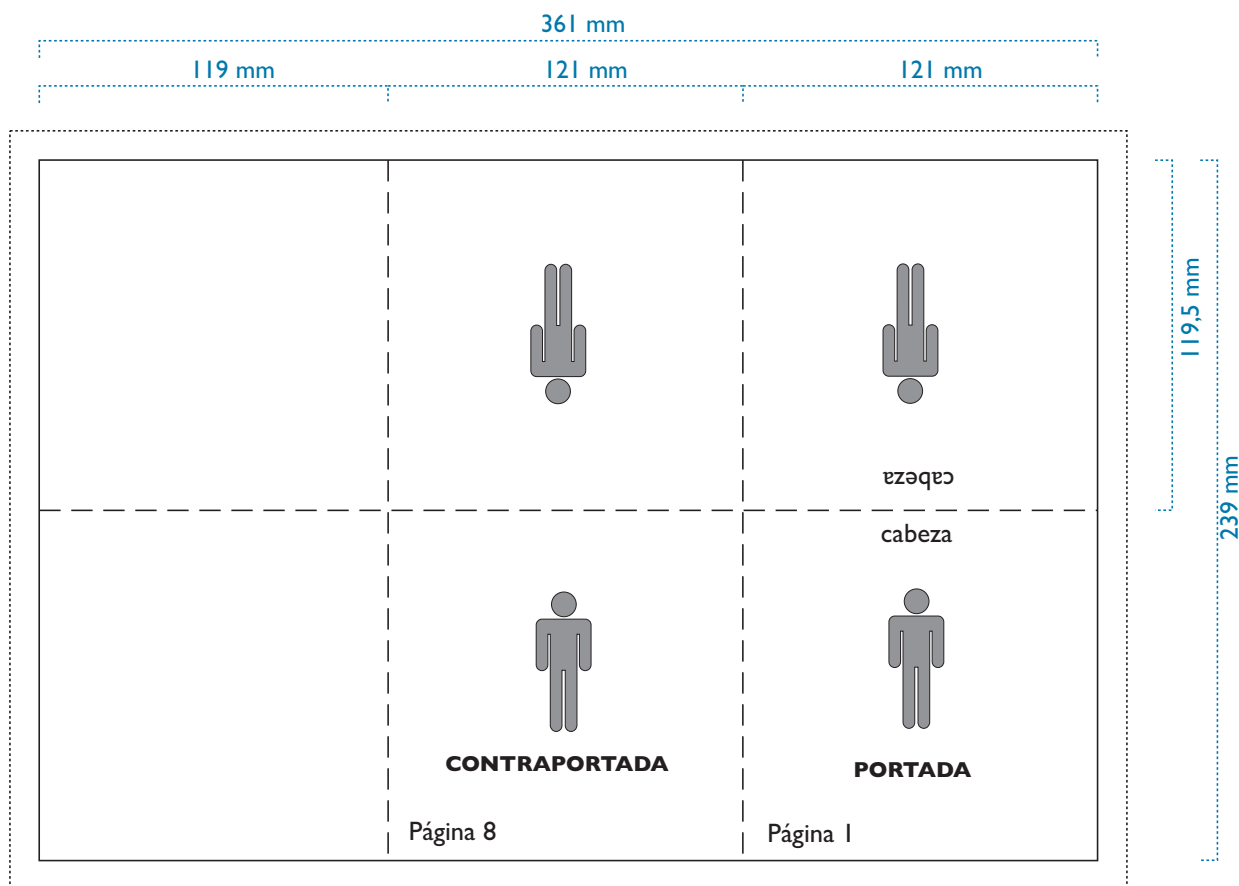 361 mm
119 mm
121 mm
121 mm
119,5 mm
239 mm
cabeza
cabeza
CONTRAPORTADA
PORTADA
Página 8
Página 1